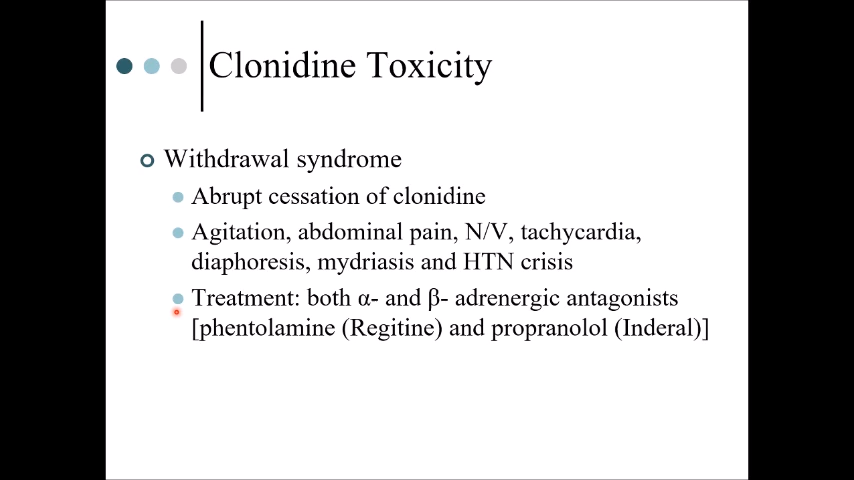 Clonidine Toxicity
Withdrawal syndrome
Abrupt cessation of clonidine
Agitation, abdominal pain, N/V, tachycardia,
diaphoresis, mydriasis and HTN crisis
Treatment: both α- and β- adrenergic antagonists
[phentolamine (Regitine) and propranolol (Inderal)]